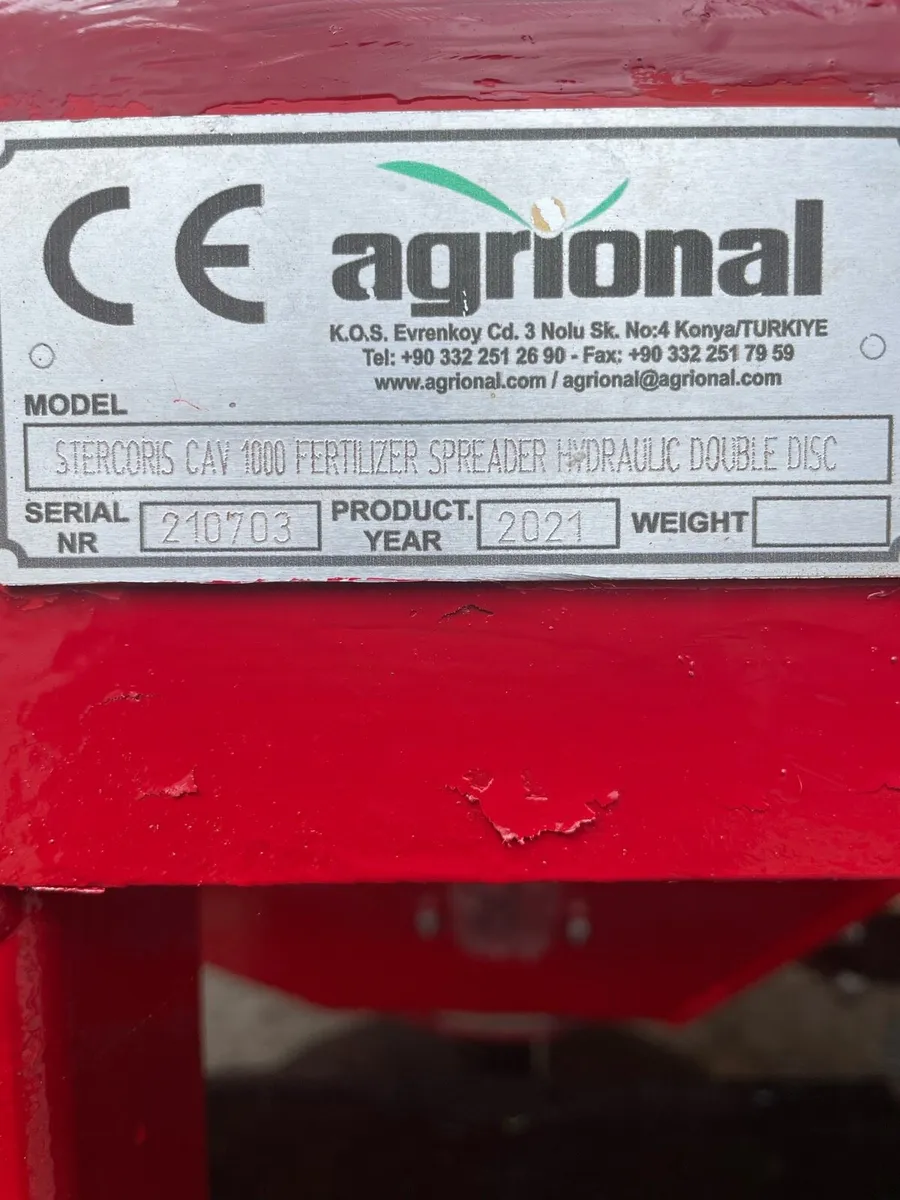 CE agrional
K.O.S. Evrenkoy Cd. 3 Nolu Sk. No:4 Konya/TURKIYE
Tel: +90 332 251 26 90 - Fax: +90 332 251 79 59
www.agrional.com / agrional@agrional.com
MODEL
STERCORIS CAV 1000 FERTILIZER SPREADER HYDRAULIC DOUBLE DISC
SERIAL NR 210703 PRODUCT. YEAR 2021 WEIGHT